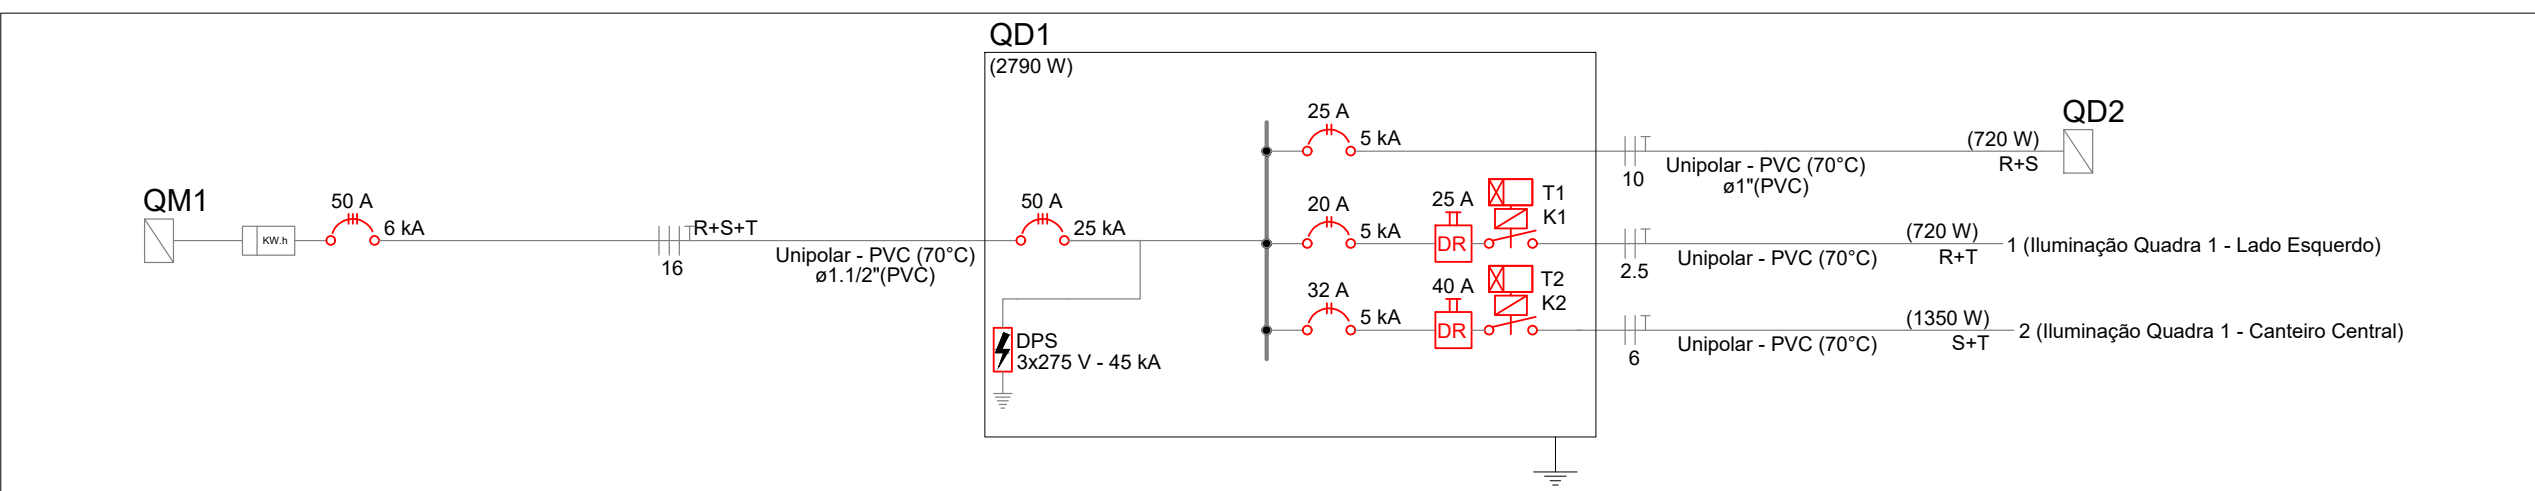 QM1
KW.h
50 A
6 kA
16
R+S+T
Unipolar - PVC (70°C)
ø1.1/2"(PVC)
QD1
(2790 W)
50 A
25 kA
DPS
3x275 V - 45 kA
25 A
5 kA
10
Unipolar - PVC (70°C)
ø1"(PVC)
(720 W)
R+S
QD2
20 A
5 kA
25 A
DR
T1
K1
2.5
Unipolar - PVC (70°C)
(720 W)
R+T
1 (Iluminação Quadra 1 - Lado Esquerdo)
32 A
5 kA
40 A
DR
T2
K2
6
Unipolar - PVC (70°C)
(1350 W)
S+T
2 (Iluminação Quadra 1 - Canteiro Central)